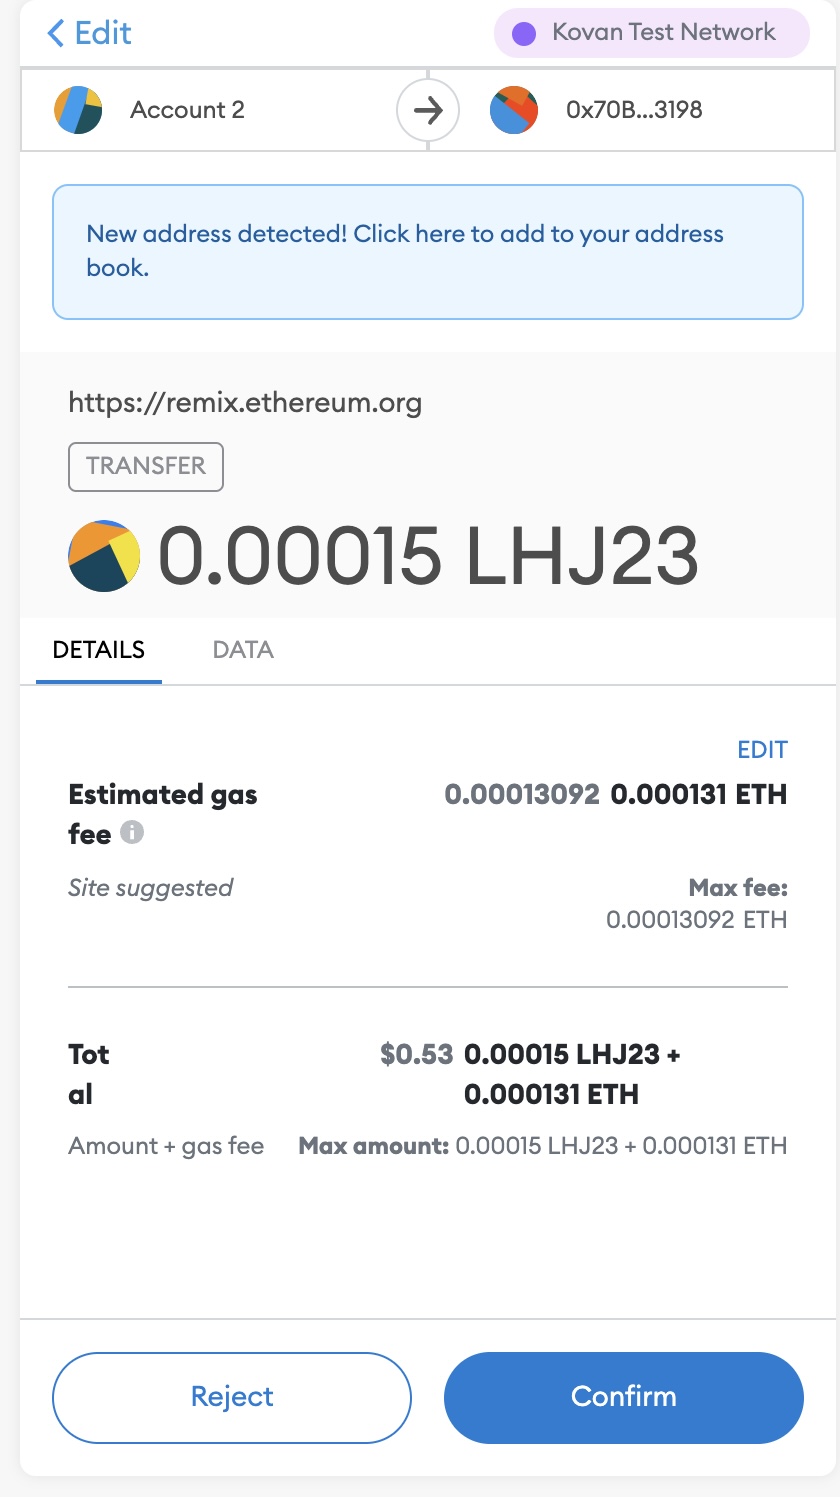 Edit
Kovan Test Network
Account 2
0x70B...3198
New address detected! Click here to add to your address
book.
https://remix.ethereum.org
TRANSFER
0.00015 LHJ23
DETAILS
DATA
EDIT
Estimated gas 0.00013092 0.000131 ETH
fee
Site suggested
Max fee:
0.00013092 ETH
Tot $0.53 0.00015 LHJ23 +
al 0.000131 ETH
Amount + gas fee Max amount: 0.00015 LHJ23 + 0.000131 ETH
Reject
Confirm